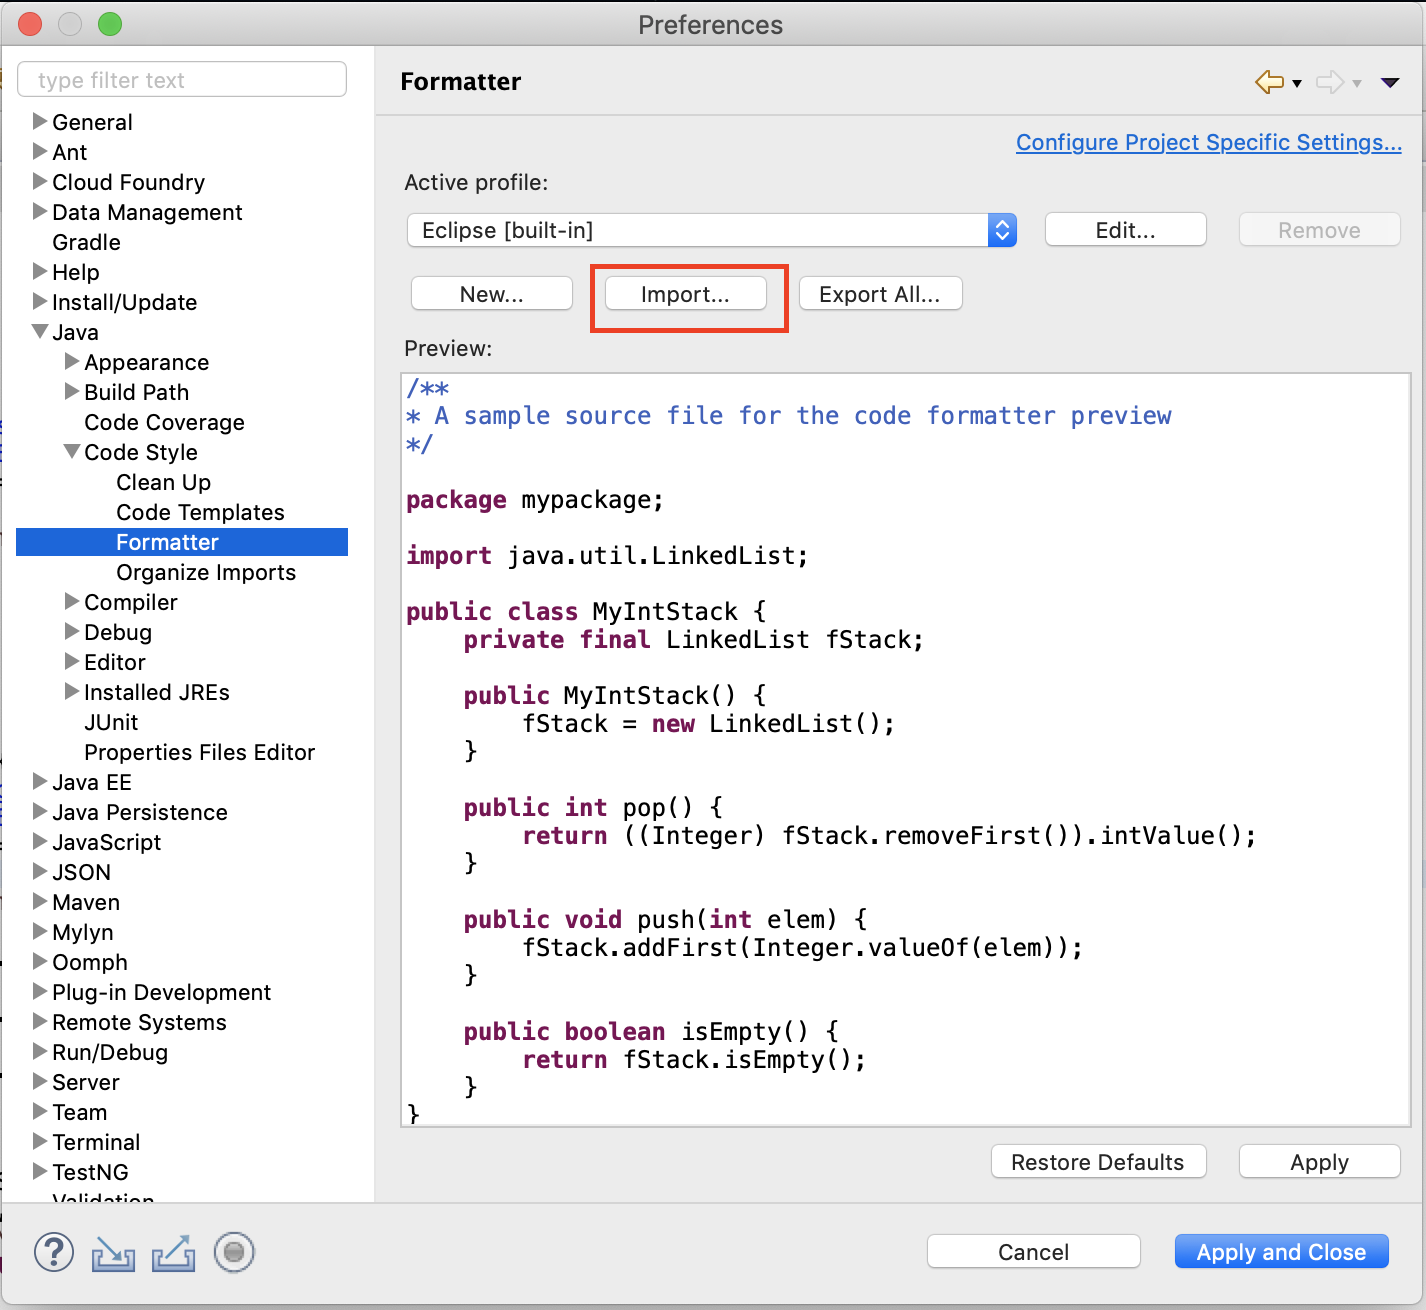 Preferences
type filter text
General
Ant
Cloud Foundry
Data Management
Gradle
Help
Install/Update
Java
Appearance
Build Path
Code Coverage
Code Style
Clean Up
Code Templates
Formatter
Organize Imports
Compiler
Debug
Editor
Installed JREs
JUnit
Properties Files Editor
Java EE
Java Persistence
JavaScript
JSON
Maven
Mylyn
Oomph
Plug-in Development
Remote Systems
Run/Debug
Server
Team
Terminal
TestNG
Validation
Formatter
Configure Project Specific Settings...
Active profile:
Eclipse [built-in]
Edit...
Remove
New...
Import...
Export All...
Preview:
/**
* A sample source file for the code formatter preview
*/
package mypackage;
import java.util.LinkedList;
public class MyIntStack {
    private final LinkedList fStack;
    public MyIntStack() {
        fStack = new LinkedList();
    }
    public int pop() {
        return ((Integer) fStack.removeFirst()).intValue();
    }
    public void push(int elem) {
        fStack.addFirst(Integer.valueOf(elem));
    }
    public boolean isEmpty() {
        return fStack.isEmpty();
    }
}
Restore Defaults
Apply
?
Cancel
Apply and Close